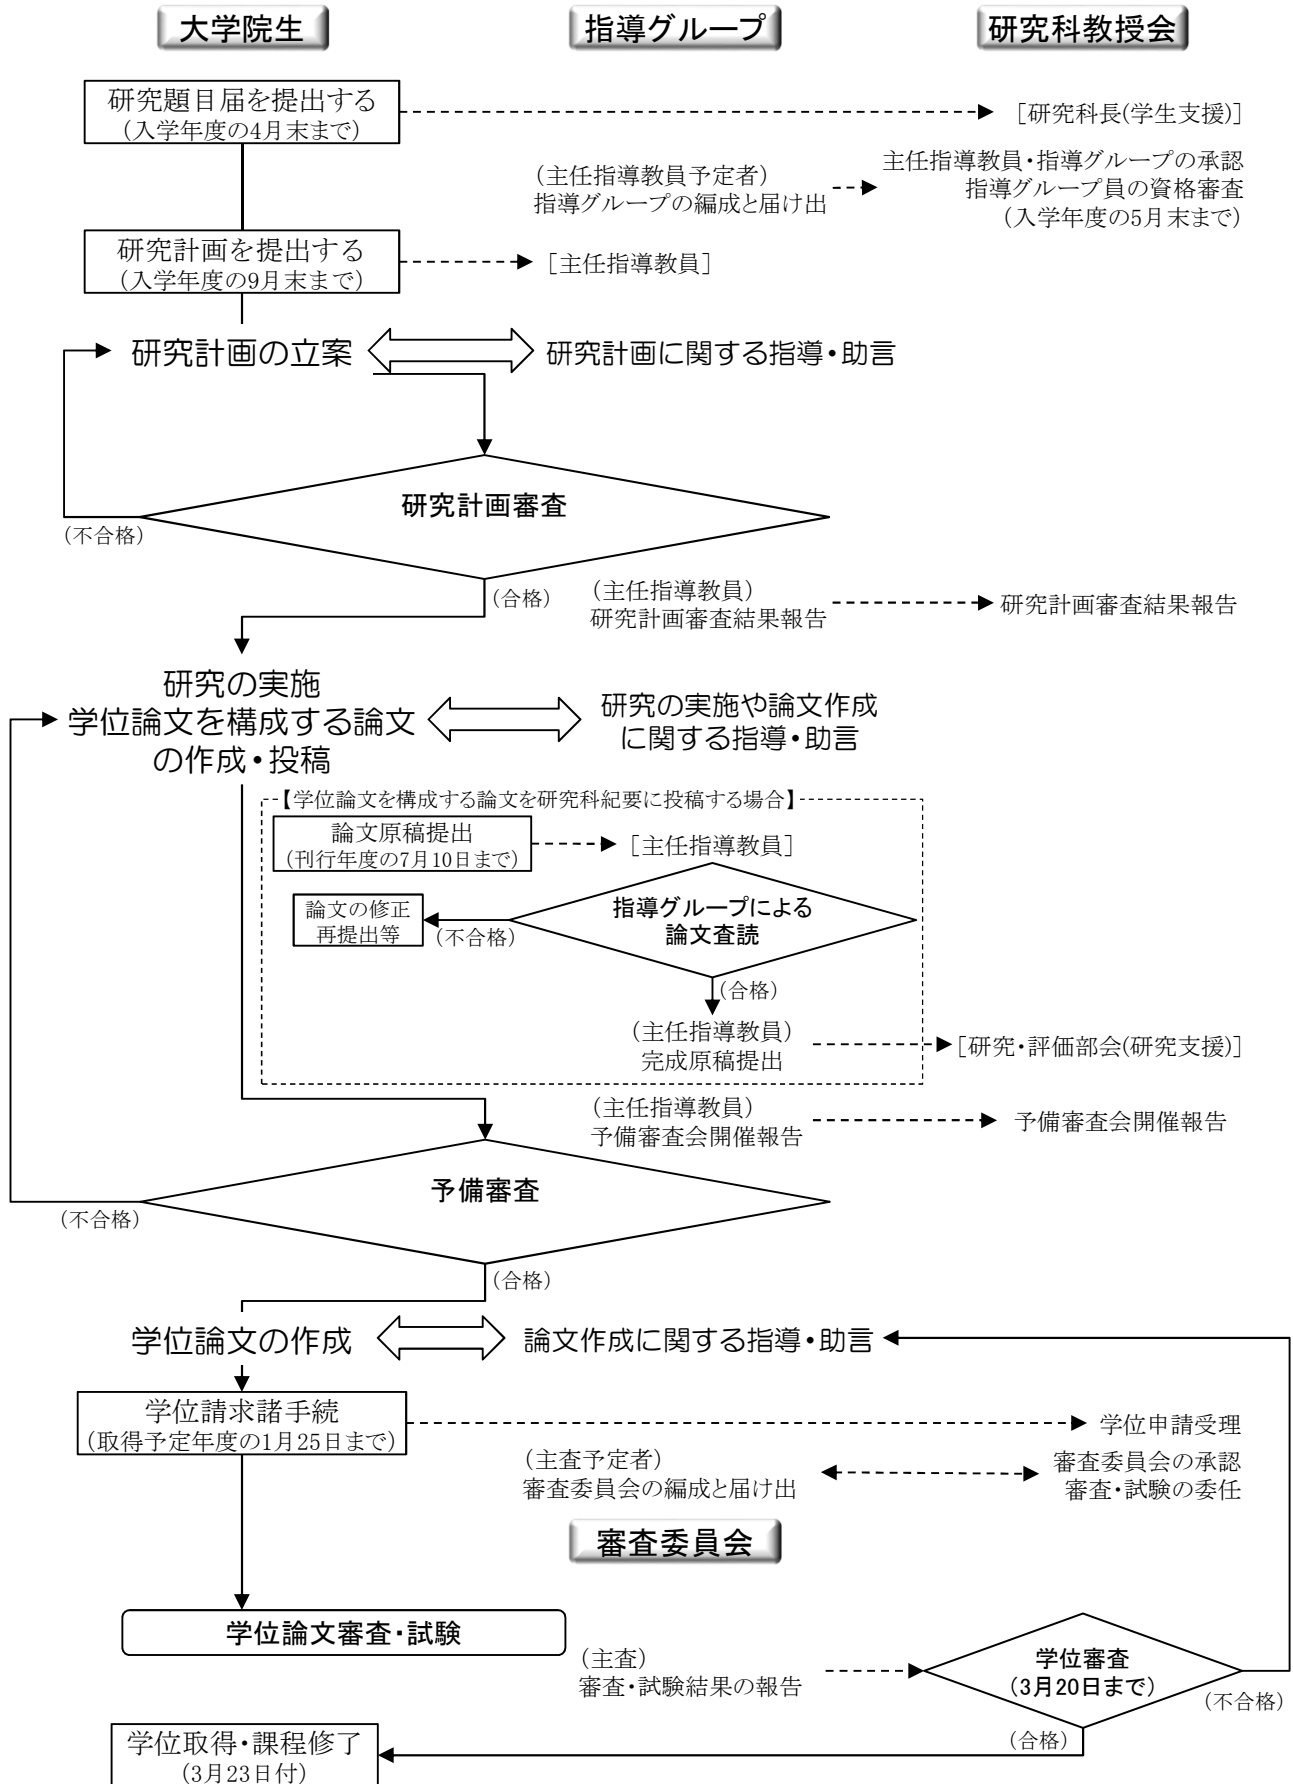 大学院生
指導グループ
研究科教授会
研究題目届を提出する
(入学年度の4月末まで)
[研究科長(学生支援)]
(主任指導教員予定者)
指導グループの編成と届け出
主任指導教員・指導グループの承認
指導グループ員の資格審査
(入学年度の5月末まで)
研究計画を提出する
(入学年度の9月末まで)
[主任指導教員]
研究計画の立案
研究計画に関する指導・助言
研究計画審査
(不合格)
(合格)
(主任指導教員)
研究計画審査結果報告
研究計画審査結果報告
研究の実施
学位論文を構成する論文
の作成・投稿
研究の実施や論文作成
に関する指導・助言
【学位論文を構成する論文を研究科紀要に投稿する場合】
論文原稿提出
(刊行年度の7月10日まで)
[主任指導教員]
指導グループによる
論文査読
論文の修正
再提出等
(不合格)
(合格)
(主任指導教員)
完成原稿提出
[研究・評価部会(研究支援)]
(主任指導教員)
予備審査会開催報告
予備審査会開催報告
予備審査
(不合格)
(合格)
学位論文の作成
論文作成に関する指導・助言
学位請求諸手続
(取得予定年度の1月25日まで)
学位申請受理
(主査予定者)
審査委員会の編成と届け出
審査委員会の承認
審査・試験の委任
審査委員会
学位論文審査・試験
(主査)
審査・試験結果の報告
学位審査
(3月20日まで)
(不合格)
(合格)
学位取得・課程修了
(3月23日付)